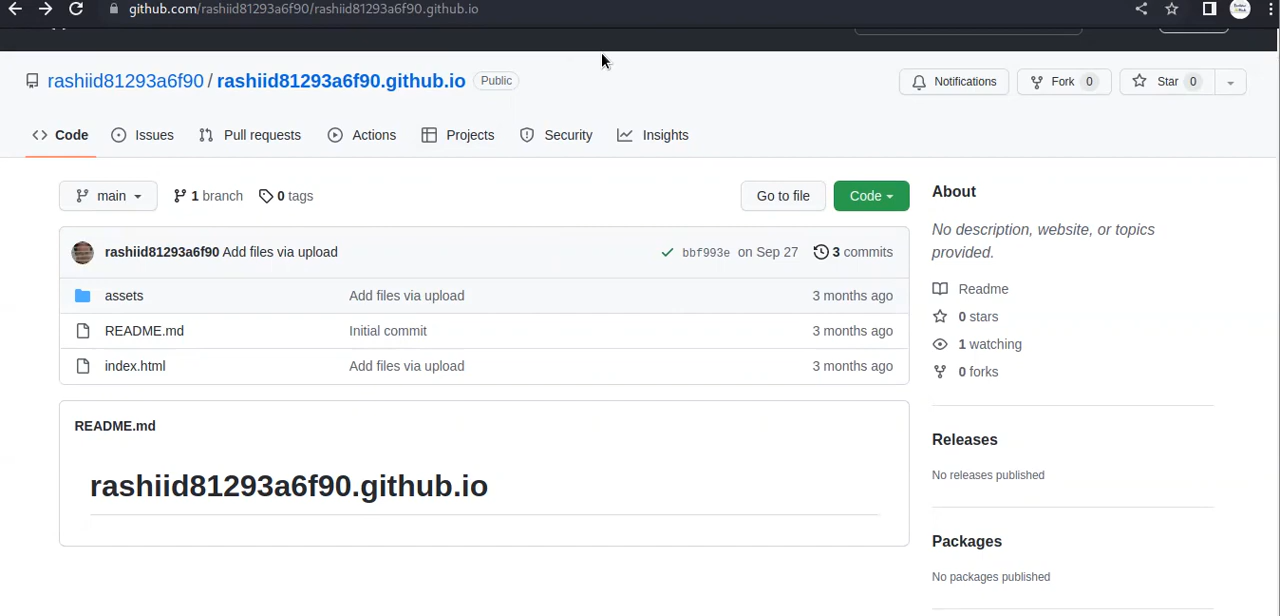 github.com/rashiid81293a6f90/rashiid81293a6f90.github.io
rashiid81293a6f90 / rashiid81293a6f90.github.io Public
Notifications Fork 0 Star 0
Code Issues Pull requests Actions Projects Security Insights
main 1 branch 0 tags Go to file Code
rashiid81293a6f90 Add files via upload bbf993e on Sep 27 3 commits
assets Add files via upload 3 months ago
README.md Initial commit 3 months ago
index.html Add files via upload 3 months ago
README.md
rashiid81293a6f90.github.io
About
No description, website, or topics
provided.
Readme
0 stars
1 watching
0 forks
Releases
No releases published
Packages
No packages published